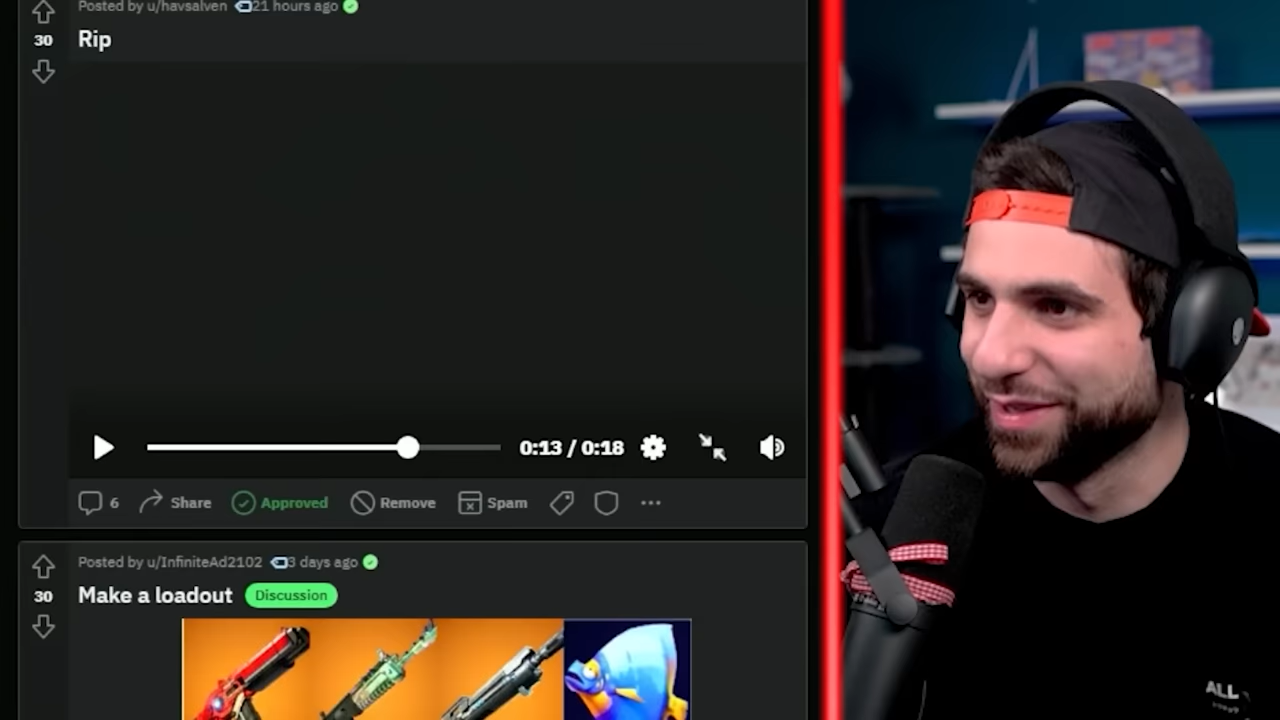 Posted by u/havsalven 21 hours ago
30
Rip
0:13 / 0:18
6 Share Approved Remove Spam
Posted by u/InfiniteAd2102 3 days ago
30
Make a loadout Discussion
ALL